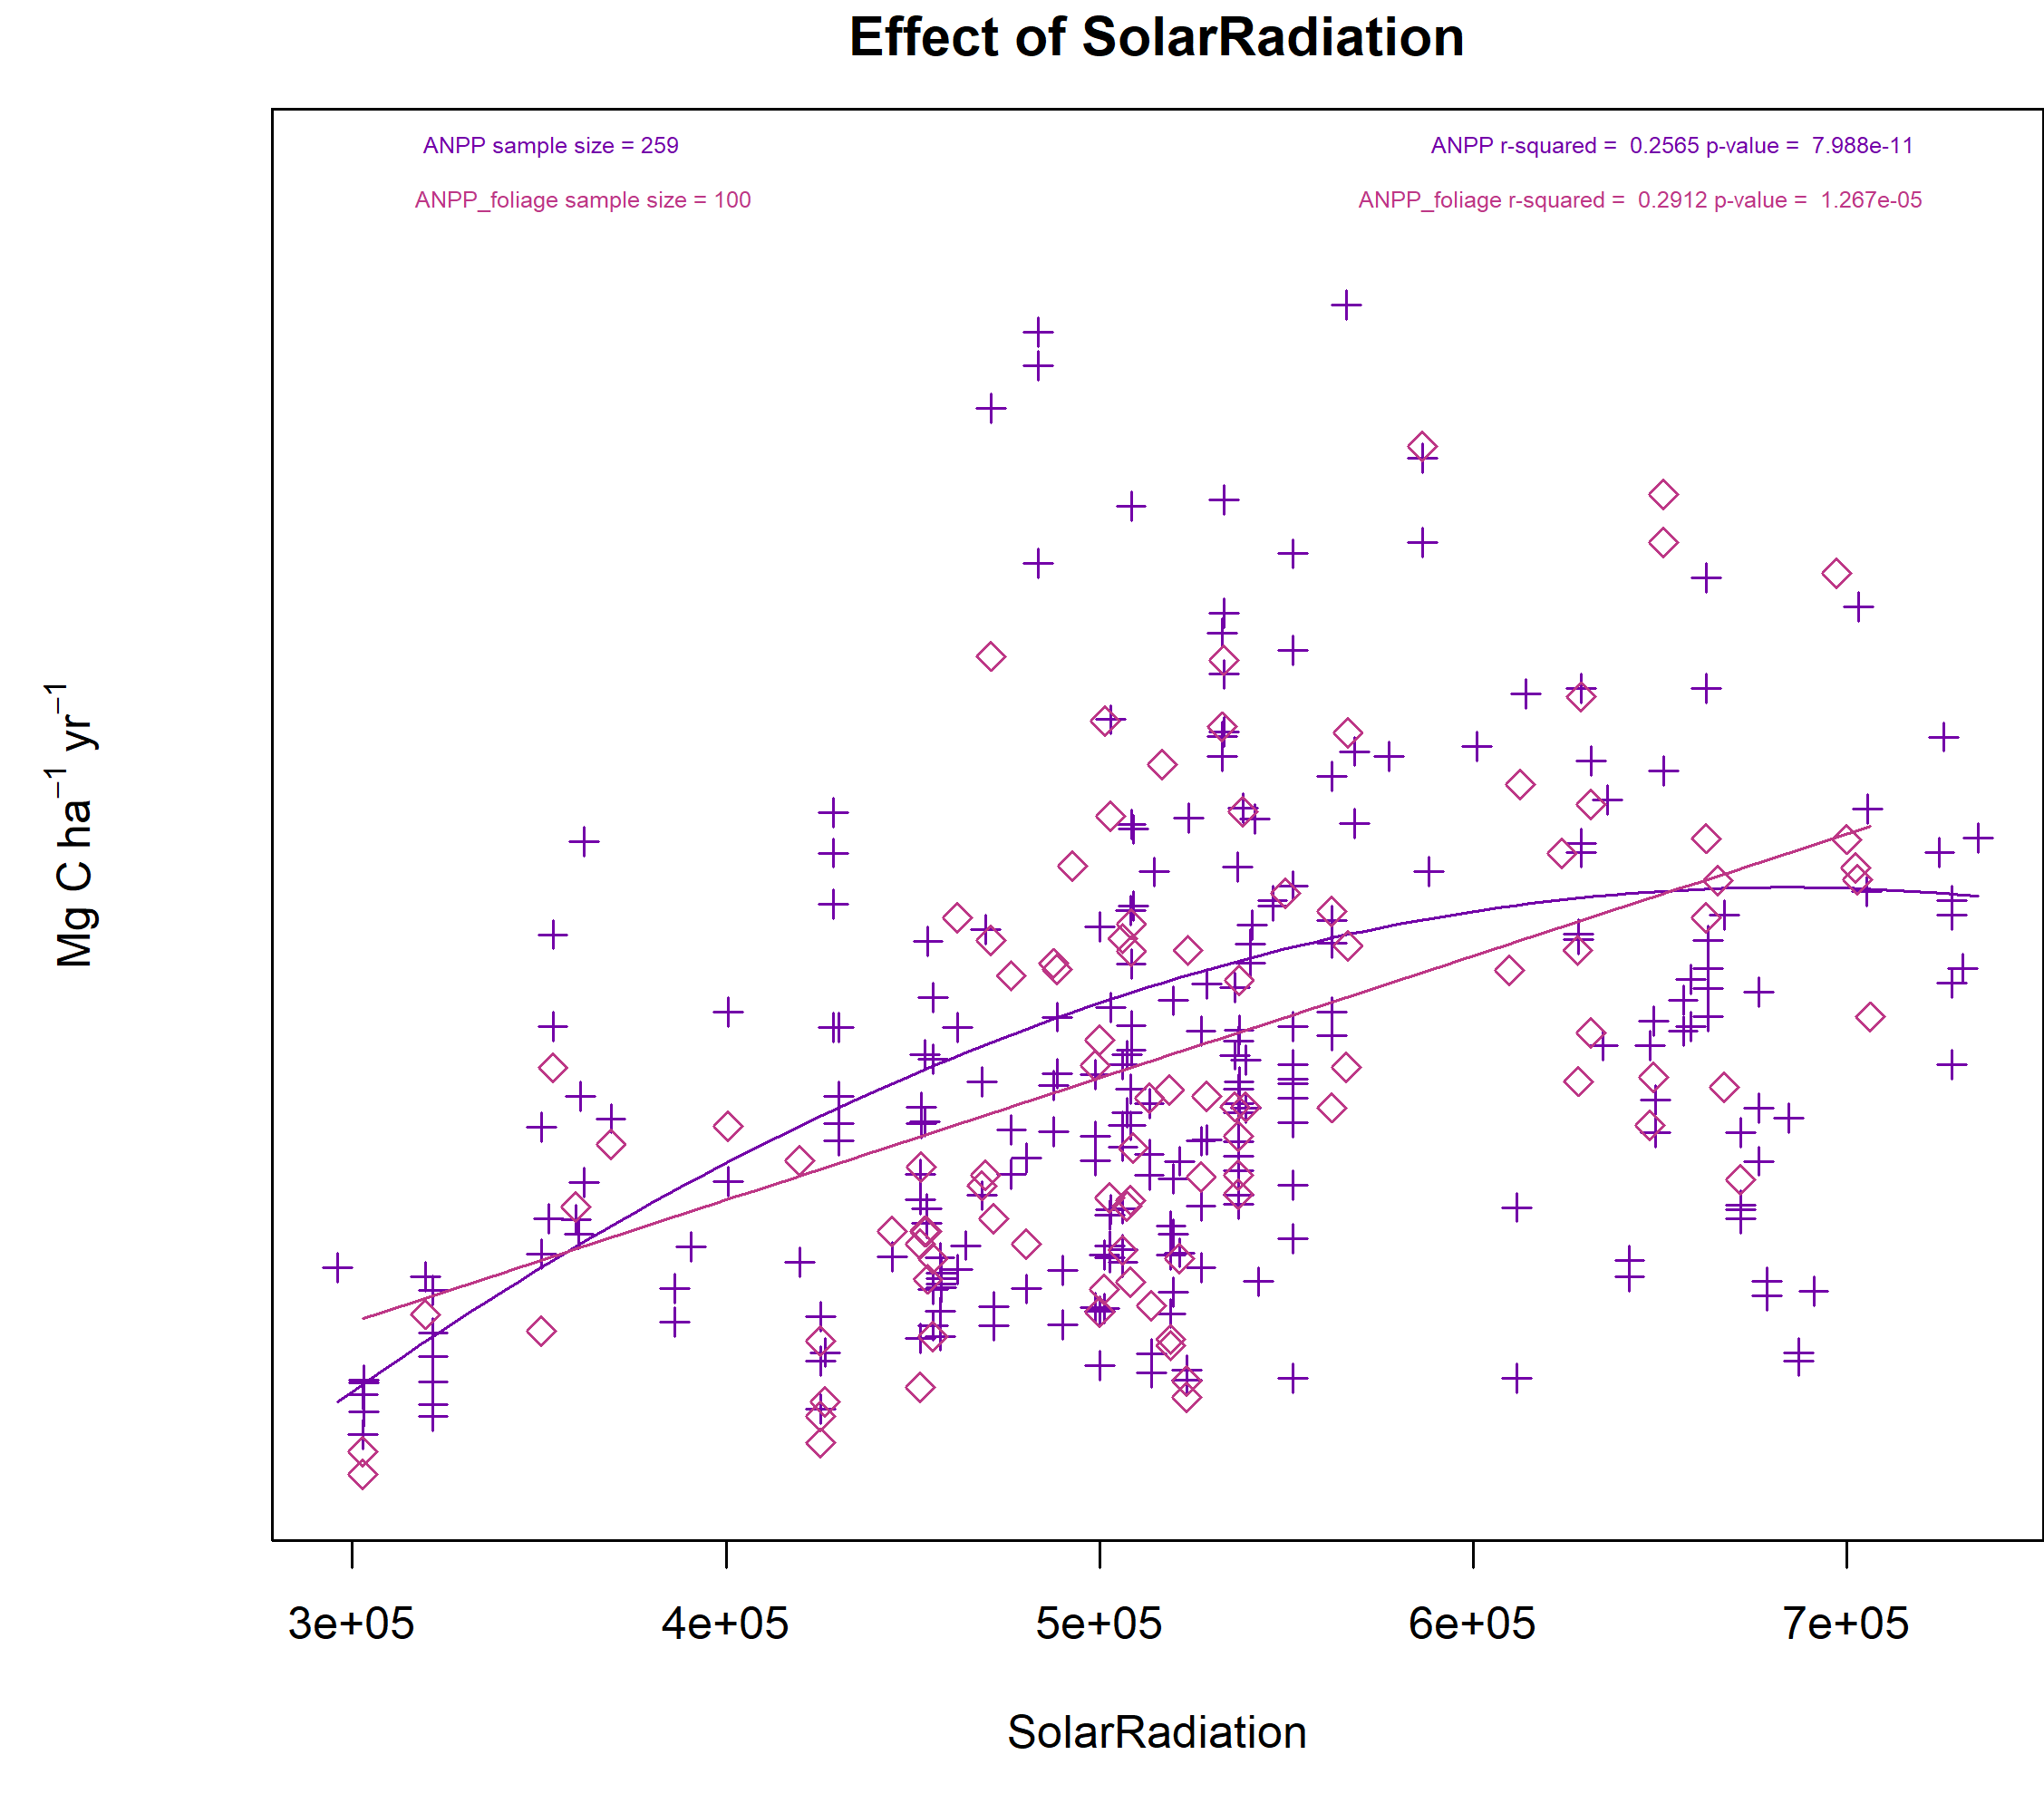 Effect of SolarRadiation
ANPP sample size = 259
ANPP r-squared =  0.2565 p-value =  7.988e-11
ANPP_foliage sample size = 100
ANPP_foliage r-squared =  0.2912 p-value =  1.267e-05
Mg C ha⁻¹ yr⁻¹
3e+05 4e+05 5e+05 6e+05 7e+05
SolarRadiation